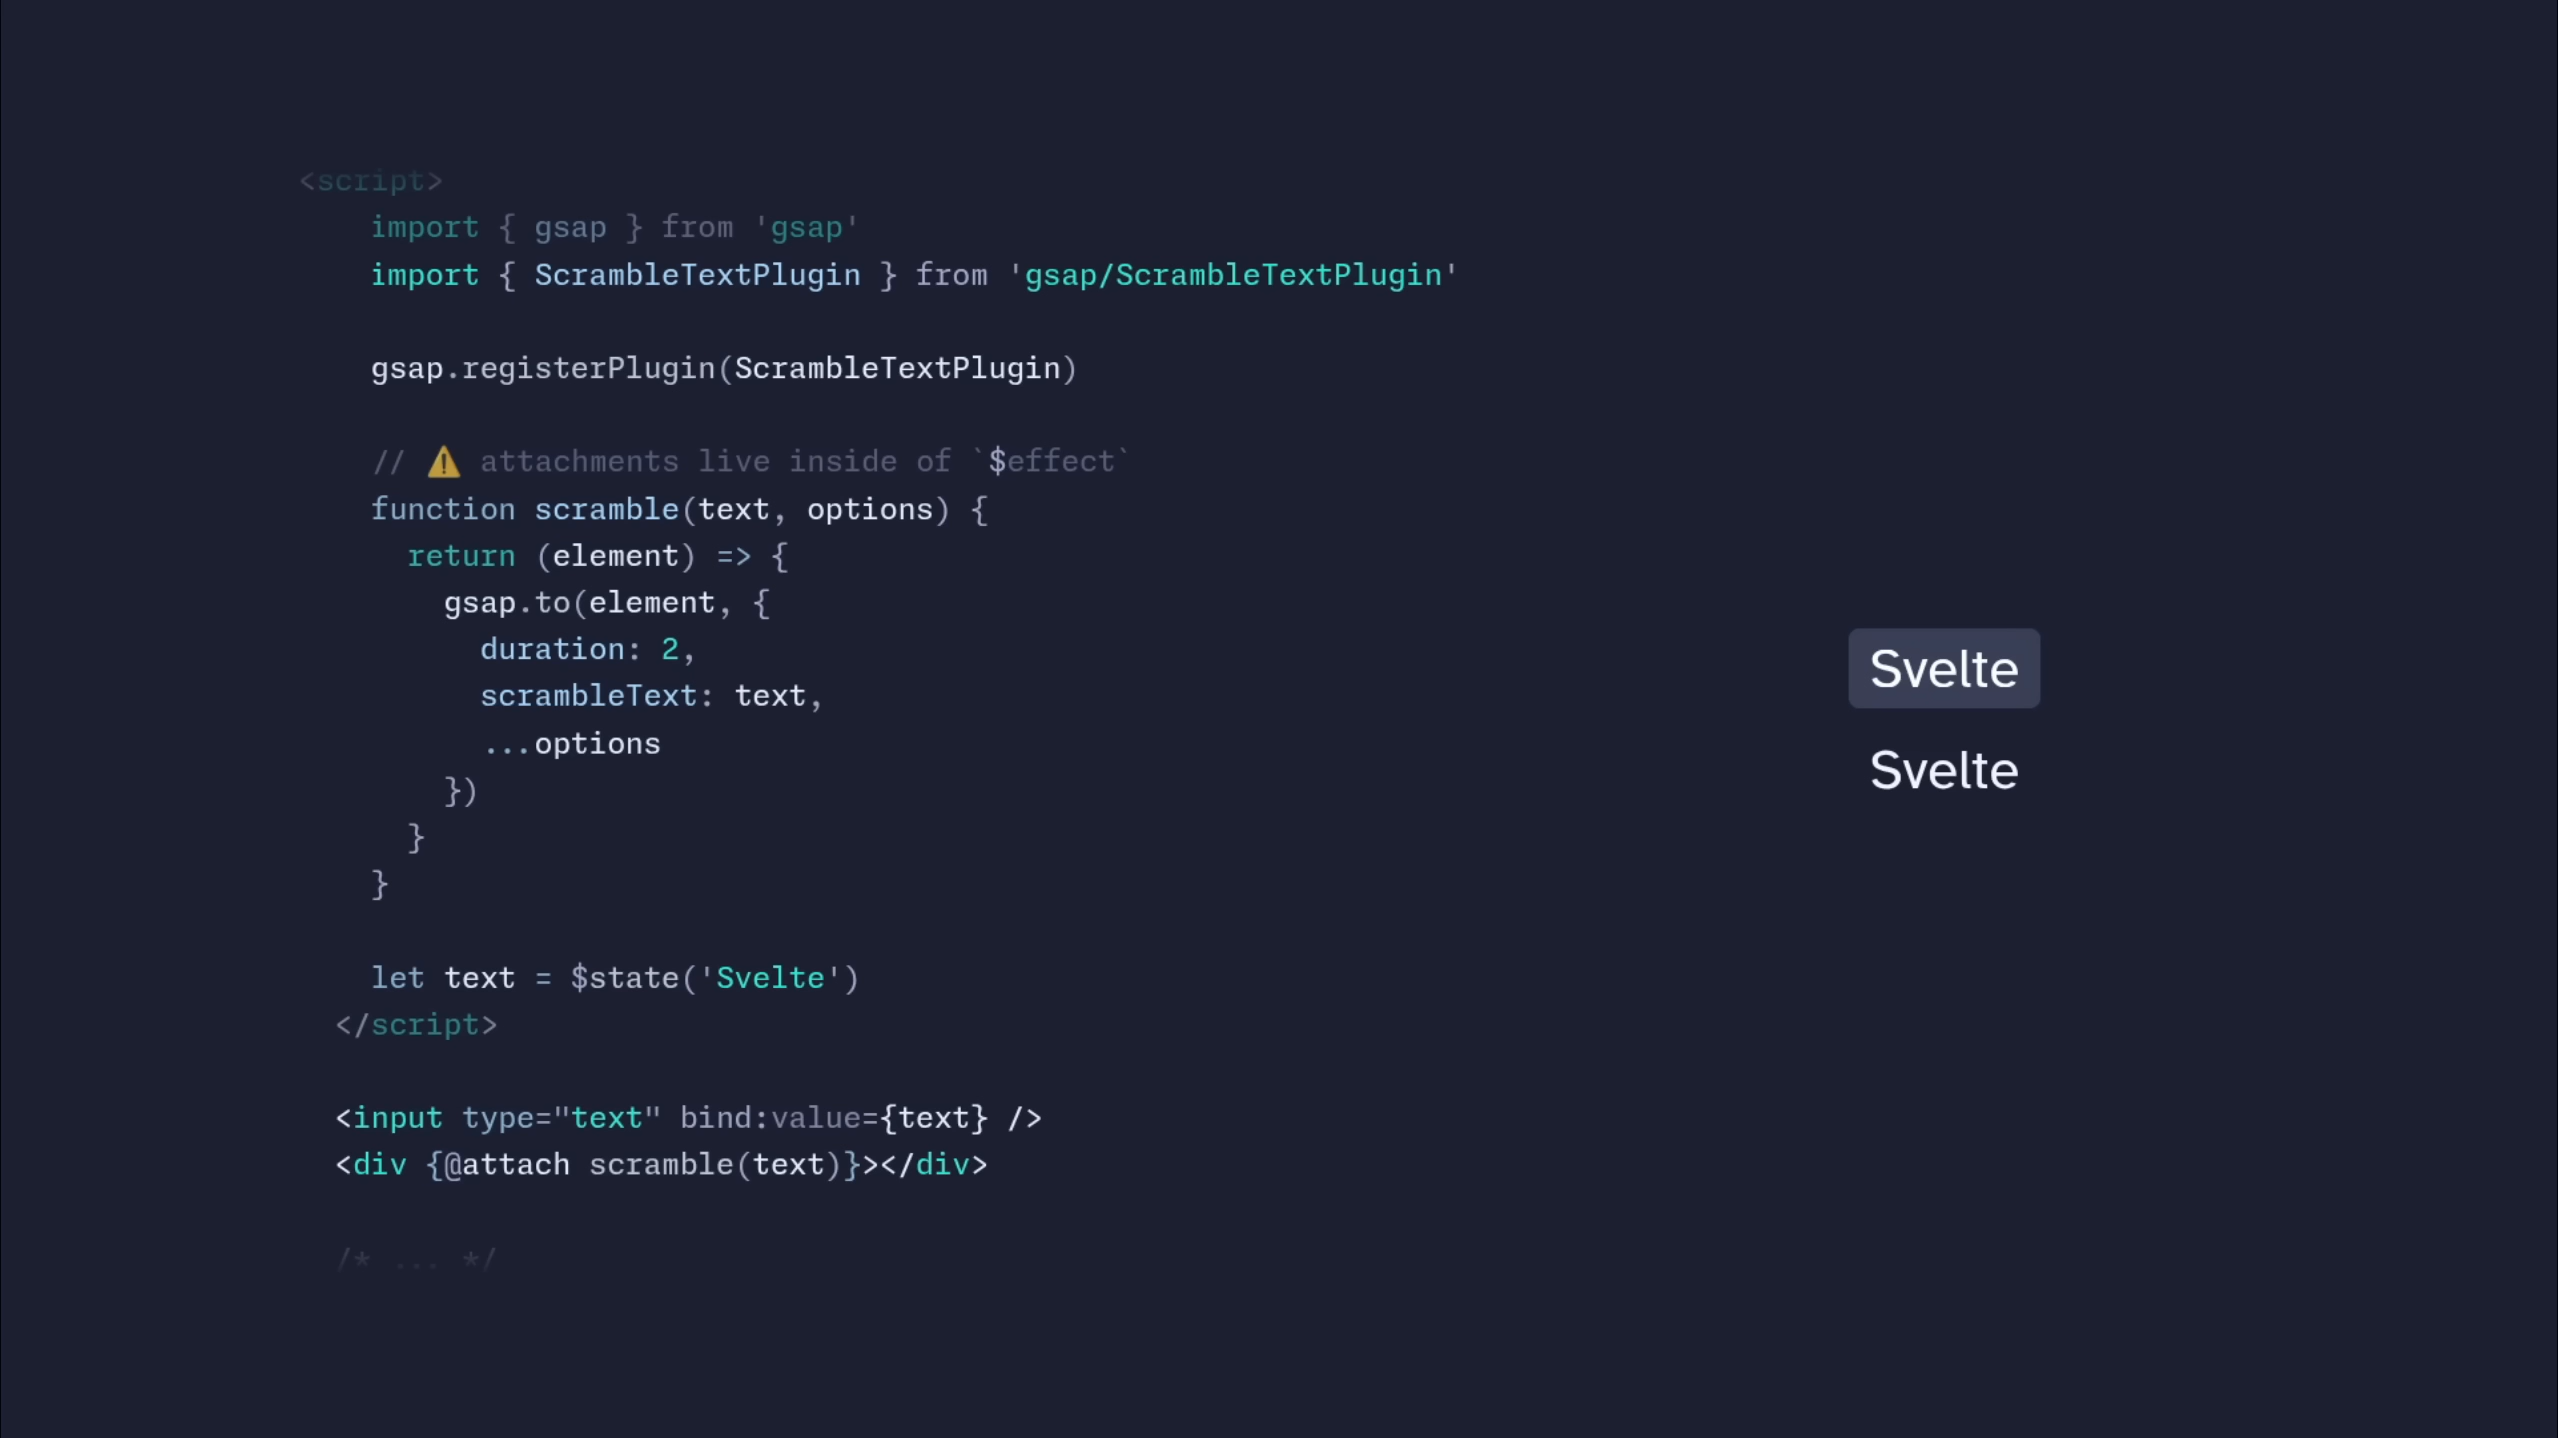 <script>
import { gsap } from 'gsap'
import { ScrambleTextPlugin } from 'gsap/ScrambleTextPlugin'
gsap.registerPlugin(ScrambleTextPlugin)
// ⚠️ attachments live inside of `$effect`
function scramble(text, options) {
return (element) => {
gsap.to(element, {
duration: 2,
scrambleText: text,
...options
})
}
}
let text = $state('Svelte')
</script>
<input type="text" bind:value={text} />
<div {@attach scramble(text)}></div>
/* ... */
Svelte
Svelte